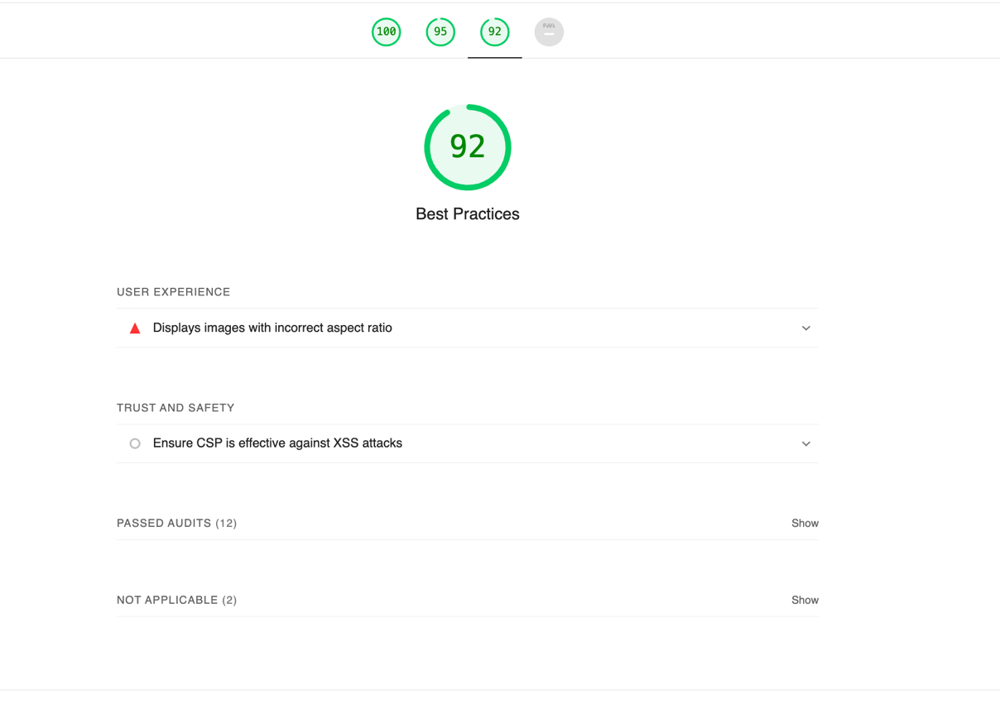 100 95 92 PWA
92
Best Practices
USER EXPERIENCE
Displays images with incorrect aspect ratio
TRUST AND SAFETY
Ensure CSP is effective against XSS attacks
PASSED AUDITS (12) Show
NOT APPLICABLE (2) Show